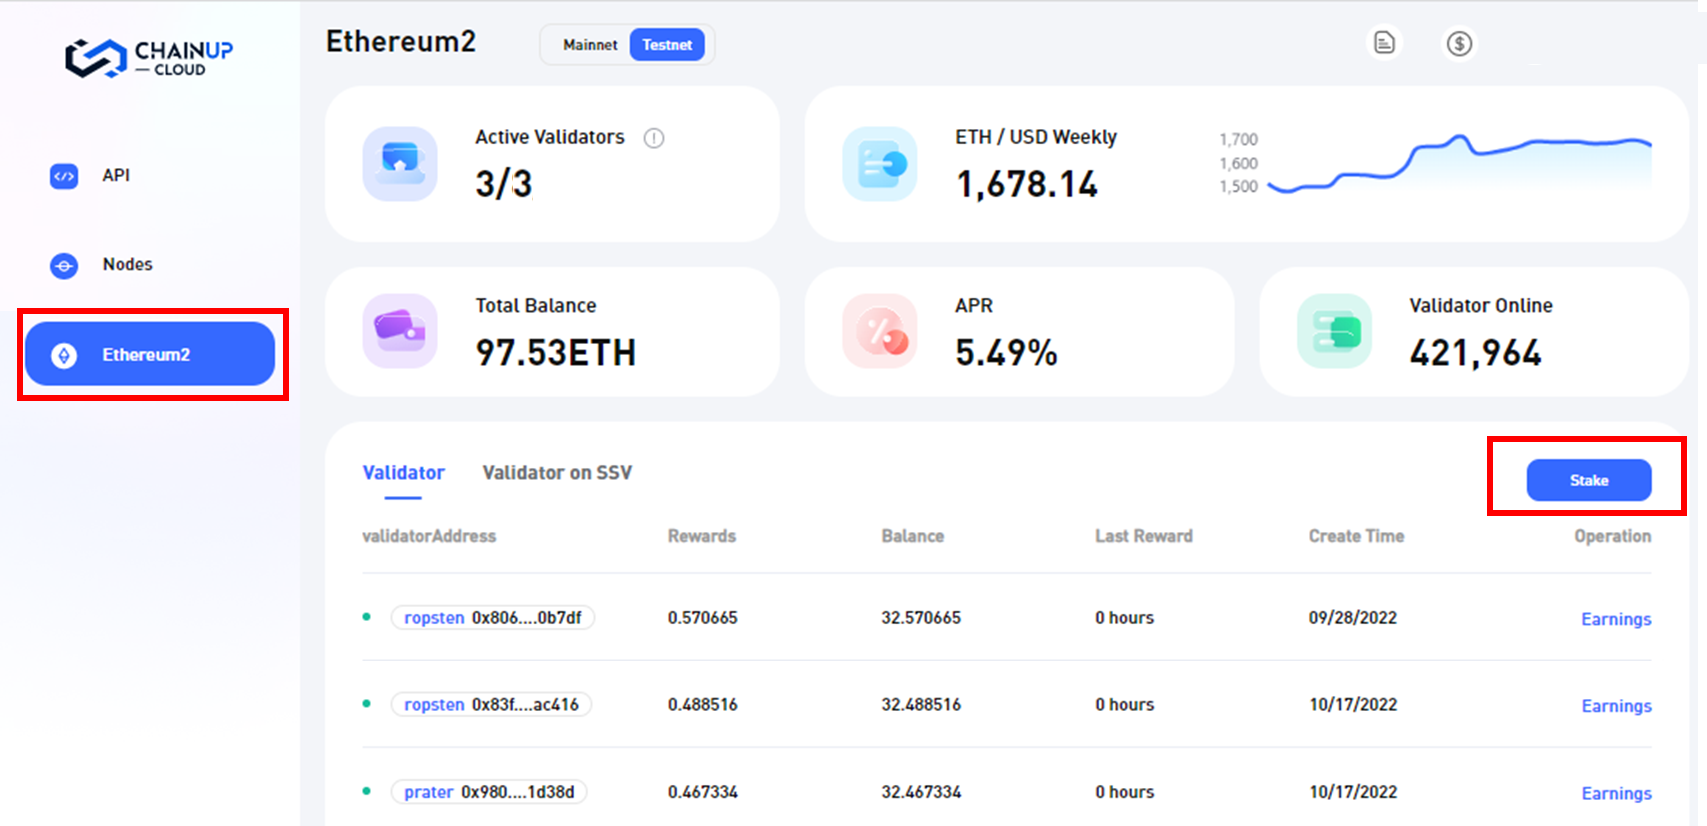 CHAINUP
CLOUD
API
Nodes
Ethereum2
Ethereum2
Mainnet Testnet
Active Validators
3/3
ETH / USD Weekly
1,678.14
1,700
1,600
1,500
Total Balance
97.53ETH
APR
5.49%
Validator Online
421,964
Validator Validator on SSV
Stake
validatorAddress Rewards Balance Last Reward Create Time Operation
ropsten 0x806....0b7df 0.570665 32.570665 0 hours 09/28/2022 Earnings
ropsten 0x83f....ac416 0.488516 32.488516 0 hours 10/17/2022 Earnings
prater 0x980....1d38d 0.467334 32.467334 0 hours 10/17/2022 Earnings